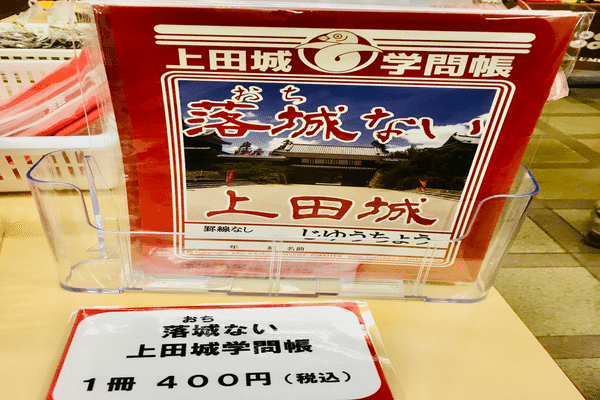 上田城 学問帳
おち
落城ない
上田城
罫線なし じゆうちょう
年 組 名前
おち
落城ない
上田城学問帳
1冊 400円(税込)